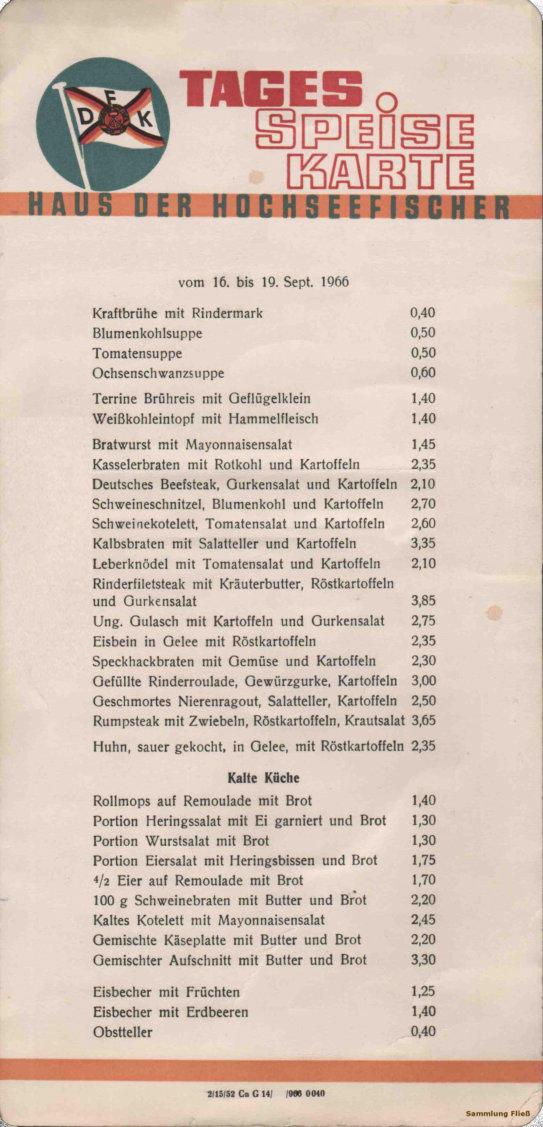 DFK
TAGES
SPEISE
KARTE
HAUS DER HOCHSEEFISCHER
vom 16. bis 19. Sept. 1966
Kraftbrühe mit Rindermark 0,40
Blumenkohlsuppe 0,50
Tomatensuppe 0,50
Ochsenschwanzsuppe 0,60
Terrine Brühreis mit Geflügelklein 1,40
Weißkohleintopf mit Hammelfleisch 1,40
Bratwurst mit Mayonnaisensalat 1,45
Kasselerbraten mit Rotkohl und Kartoffeln 2,35
Deutsches Beefsteak, Gurkensalat und Kartoffeln 2,10
Schweineschnitzel, Blumenkohl und Kartoffeln 2,70
Schweinekotelett, Tomatensalat und Kartoffeln 2,60
Kalbsbraten mit Salatteller und Kartoffeln 3,35
Leberknödel mit Tomatensalat und Kartoffeln 2,10
Rinderfiletsteak mit Kräuterbutter, Röstkartoffeln
und Gurkensalat 3,85
Ung. Gulasch mit Kartoffeln und Gurkensalat 2,75
Eisbein in Gelee mit Röstkartoffeln 2,35
Speckhackbraten mit Gemüse und Kartoffeln 2,30
Gefüllte Rinderroulade, Gewürzgurke, Kartoffeln 3,00
Geschmortes Nierenragout, Salatteller, Kartoffeln 2,50
Rumpsteak mit Zwiebeln, Röstkartoffeln, Krautsalat 3,65
Huhn, sauer gekocht, in Gelee, mit Röstkartoffeln 2,35
Kalte Küche
Rollmops auf Remoulade mit Brot 1,40
Portion Heringssalat mit Ei garniert und Brot 1,30
Portion Wurstsalat mit Brot 1,30
Portion Eiersalat mit Heringsbissen und Brot 1,75
4/2 Eier auf Remoulade mit Brot 1,70
100 g Schweinebraten mit Butter und Brot 2,20
Kaltes Kotelett mit Mayonnaisensalat 2,45
Gemischte Käseplatte mit Butter und Brot 2,20
Gemischter Aufschnitt mit Butter und Brot 3,30
Eisbecher mit Früchten 1,25
Eisbecher mit Erdbeeren 1,40
Obstteller 0,40
2/15/52 Cn G 14/ /966 0040
Sammlung Fließ